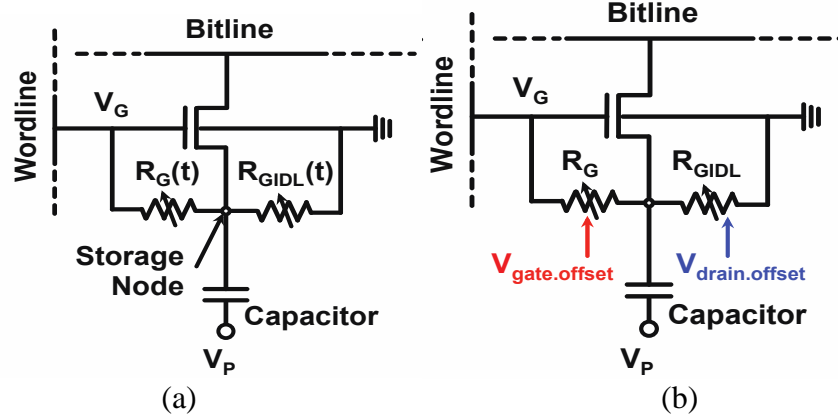 Bitline
Wordline
V_G
R_G(t)
R_GIDL(t)
Storage
Node
Capacitor
V_P
(a)
Bitline
Wordline
V_G
R_G
R_GIDL
V_gate.offset
V_drain.offset
Capacitor
V_P
(b)